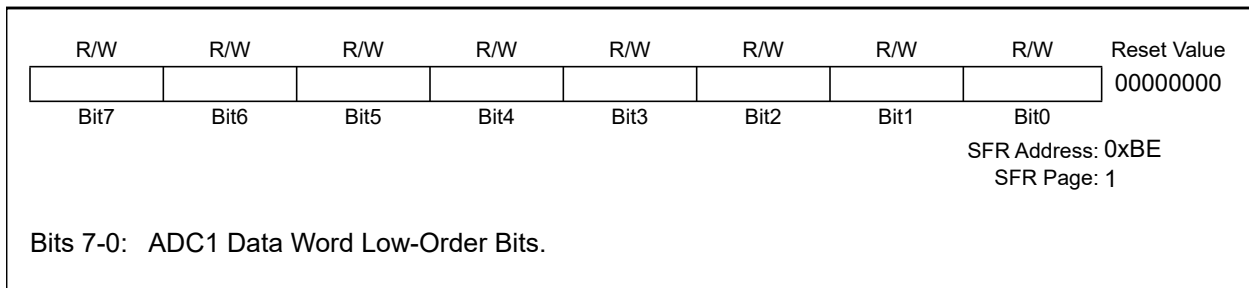 R/W R/W R/W R/W R/W R/W R/W R/W Reset Value
00000000
Bit7 Bit6 Bit5 Bit4 Bit3 Bit2 Bit1 Bit0
SFR Address: 0xBE
SFR Page: 1
Bits 7-0: ADC1 Data Word Low-Order Bits.